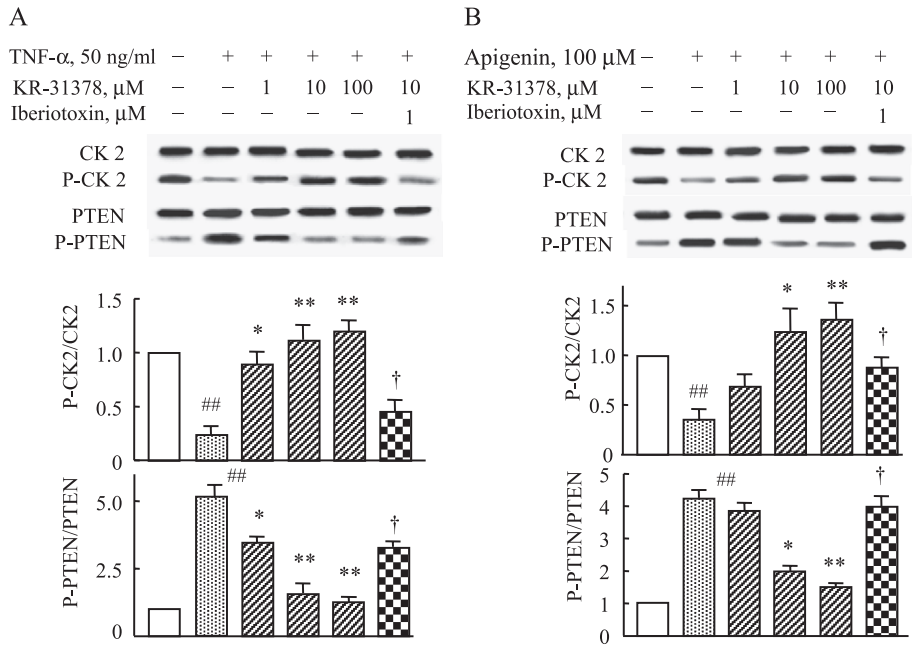 A
TNF-α, 50 ng/ml – + + + + +
KR-31378, μM – – 1 10 100 10
Iberiotoxin, μM – – – – – 1
CK 2
P-CK 2
PTEN
P-PTEN
P-CK2/CK2
1.5
1.0
0.5
0
##
*
**
**
†
P-PTEN/PTEN
5.0
2.5
0
##
*
**
**
†
B
Apigenin, 100 μM – + + + + +
KR-31378, μM – – 1 10 100 10
Iberiotoxin, μM – – – – – 1
CK 2
P-CK 2
PTEN
P-PTEN
P-CK2/CK2
1.5
1.0
0.5
0
##
*
**
†
P-PTEN/PTEN
5
4
3
2
1
0
##
*
**
†